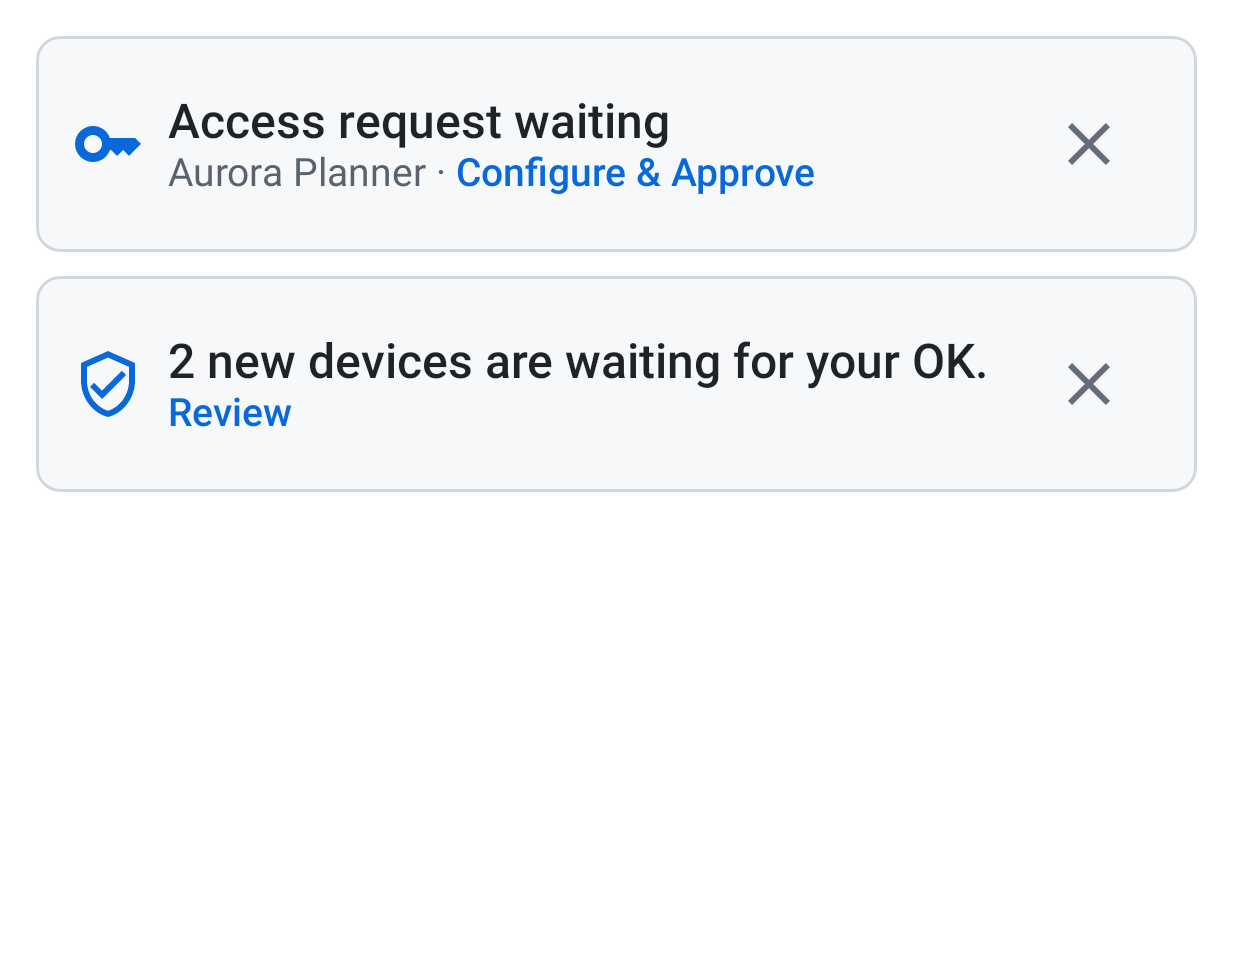 Access request waiting
Aurora Planner · Configure & Approve
2 new devices are waiting for your OK.
Review